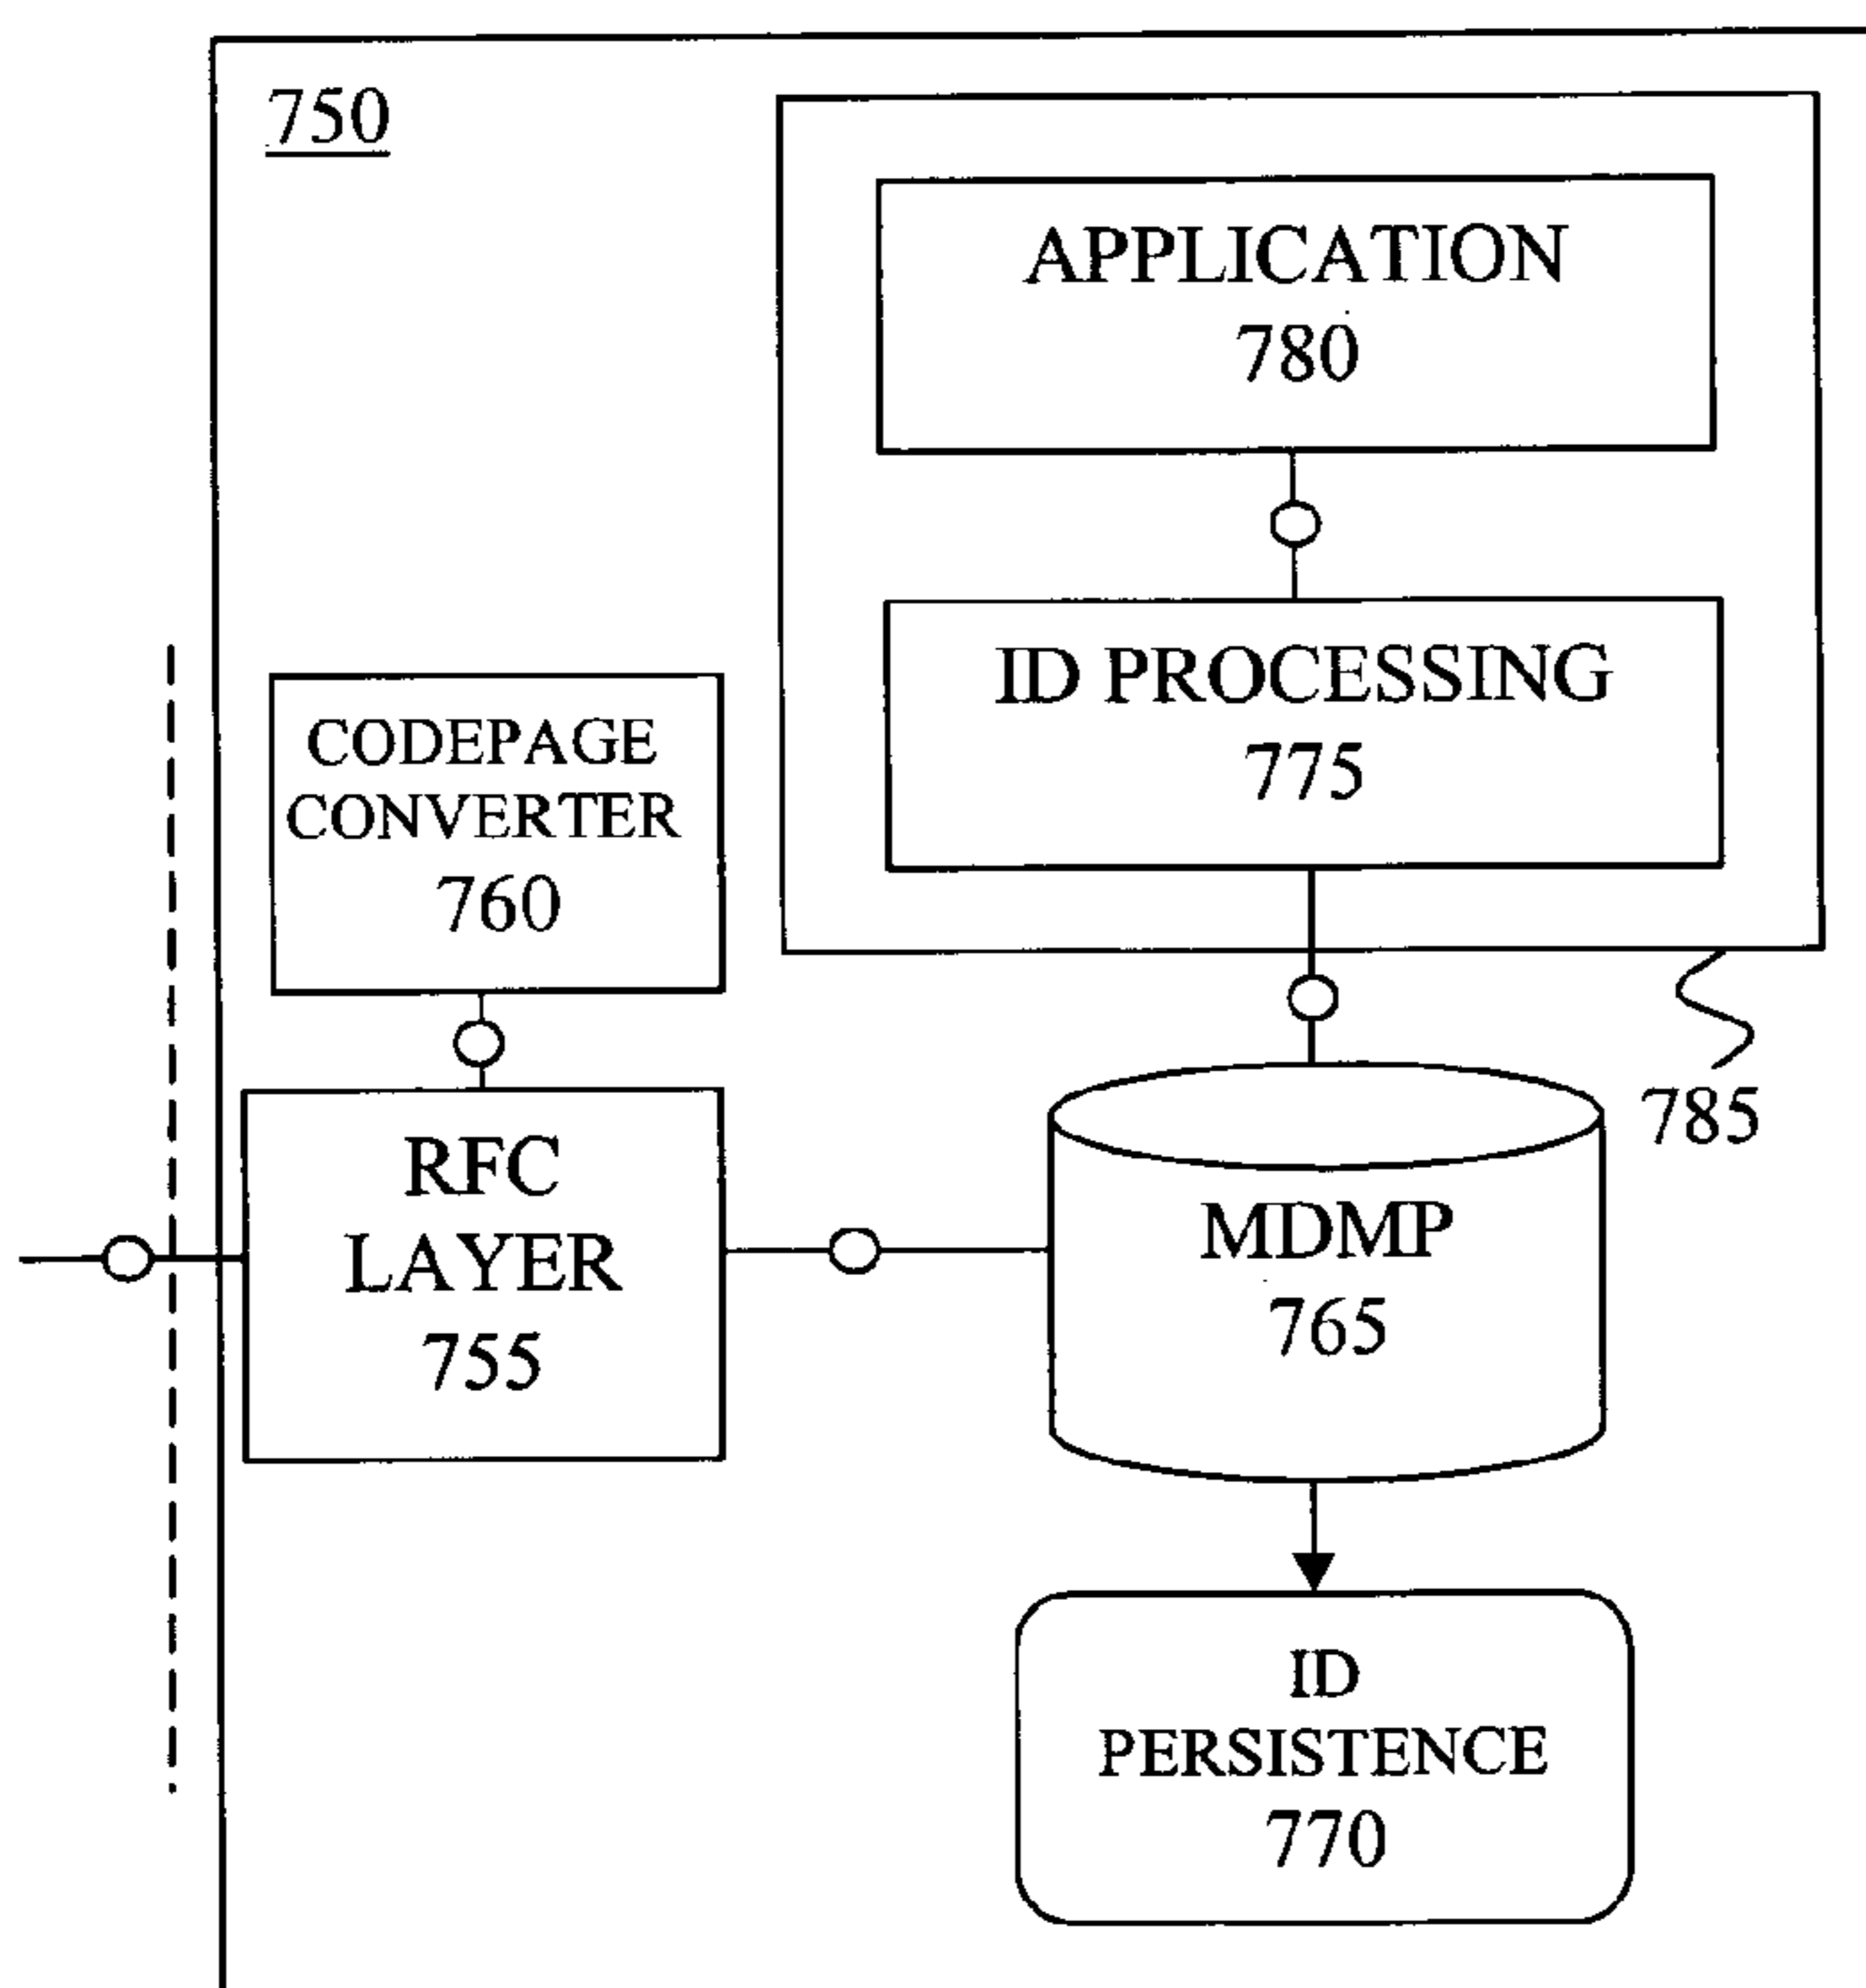 750
APPLICATION
780
ID PROCESSING
775
CODEPAGE
CONVERTER
760
785
RFC
LAYER
755
MDMP
765
ID
PERSISTENCE
770